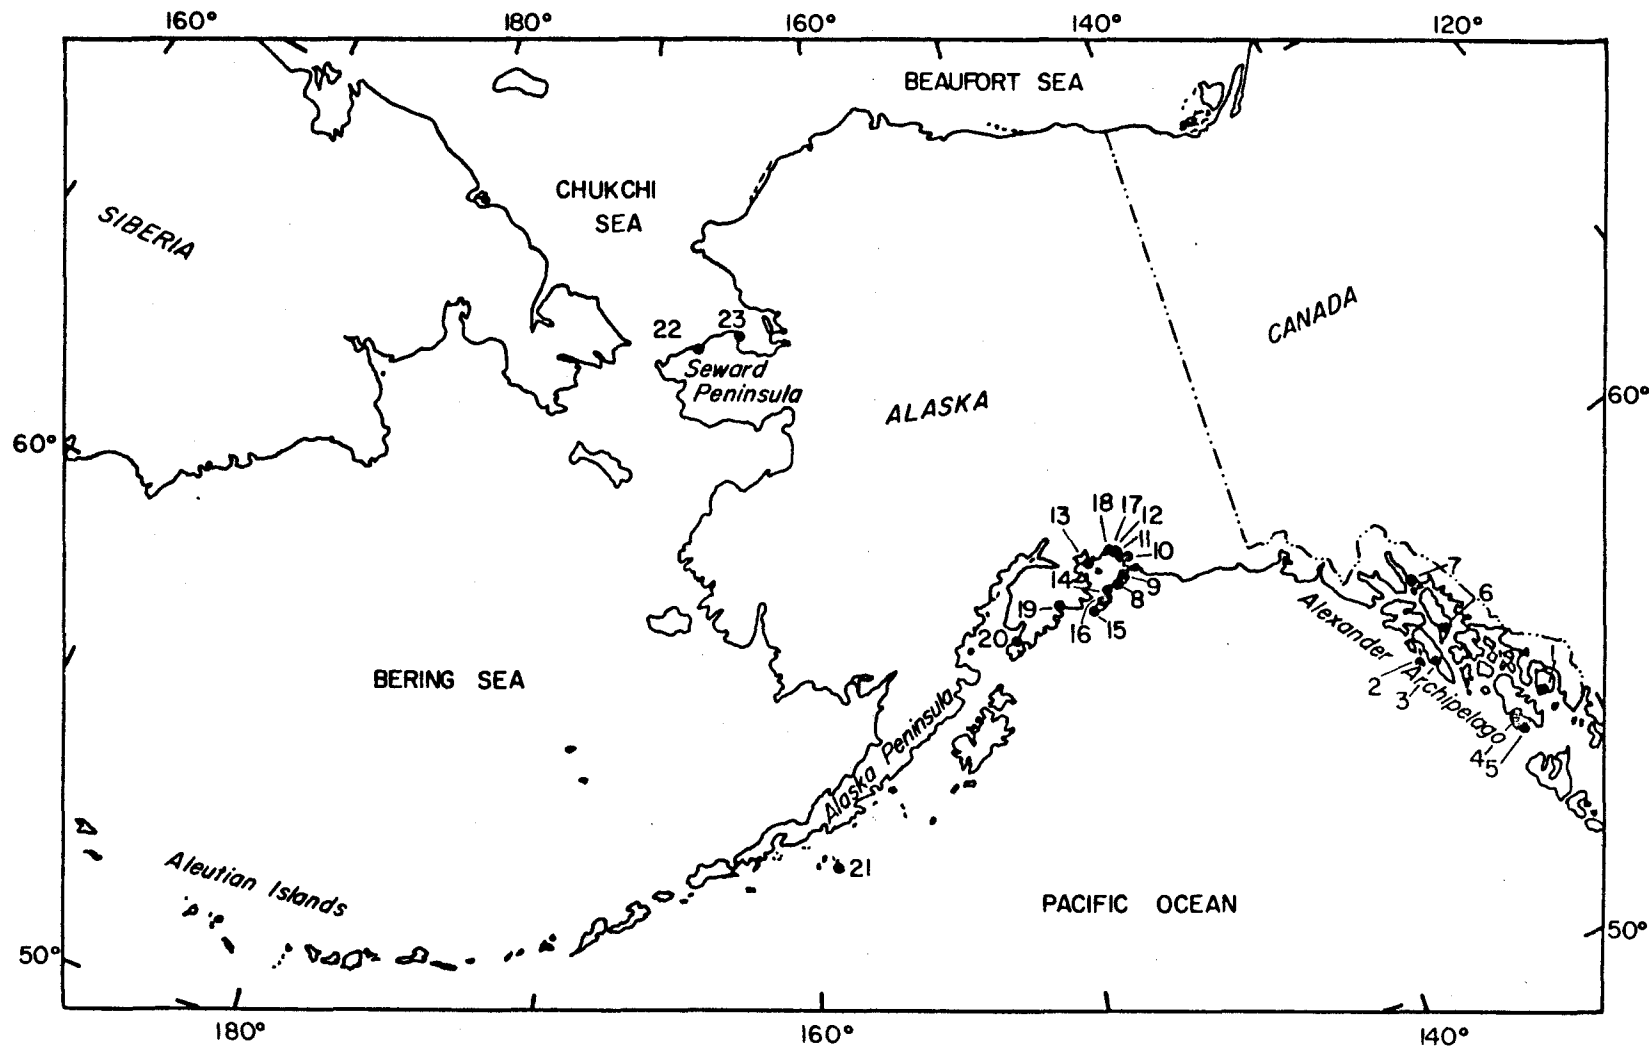 160°
180°
160°
140°
120°
BEAUFORT SEA
CHUKCHI
SEA
SIBERIA
CANADA
22
23
Seward
Peninsula
ALASKA
60°
60°
18
17
12
13
11
10
14
9
8
7
6
19
16
15
20
1
2
3
Alexander Archipelago
BERING SEA
45
Alaska Peninsula
21
Aleutian Islands
PACIFIC OCEAN
50°
50°
180°
160°
140°